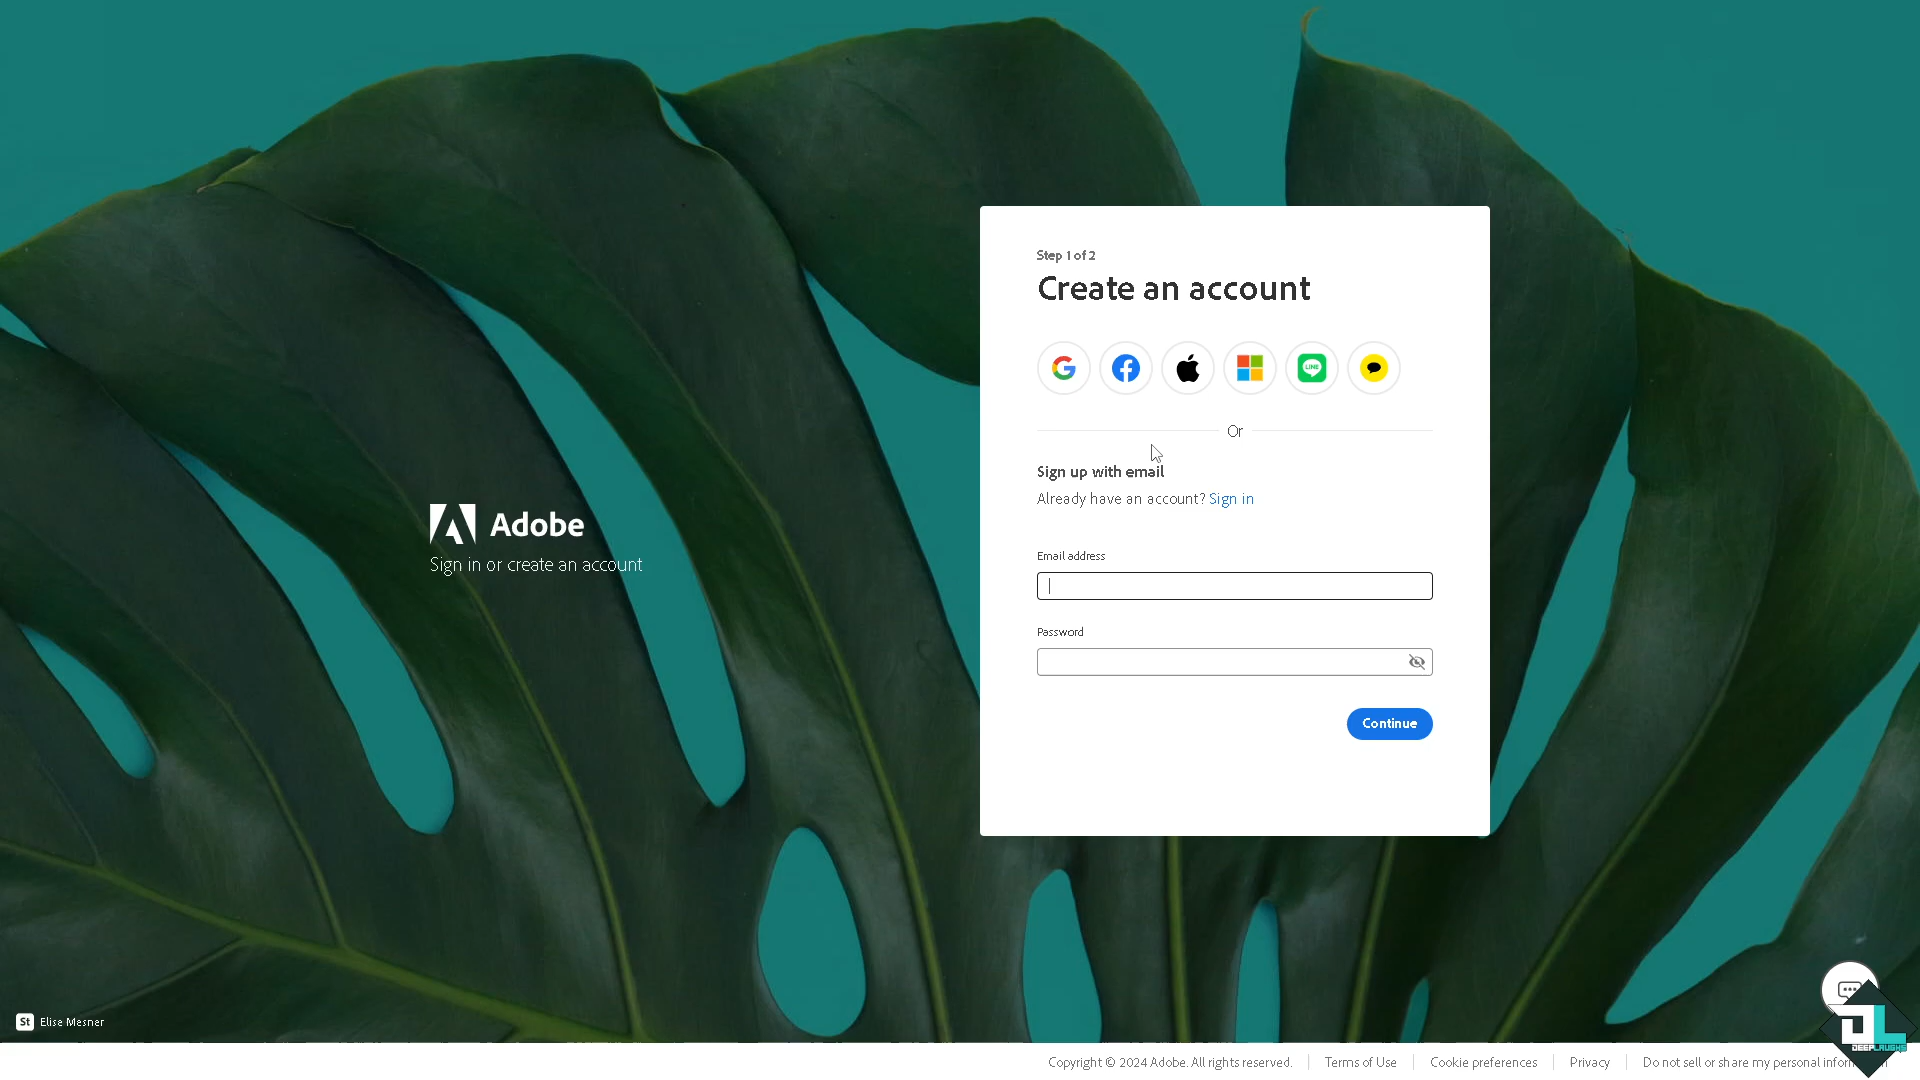 Step 1 of 2
Create an account
LINE
Or
Sign up with email
Already have an account? Sign in
Email address
Password
Continue
Adobe
Sign in or create an account
St Elise Mesner
DEEPLAUGHS
Copyright © 2024 Adobe. All rights reserved. Terms of Use Cookie preferences Privacy Do not sell or share my personal